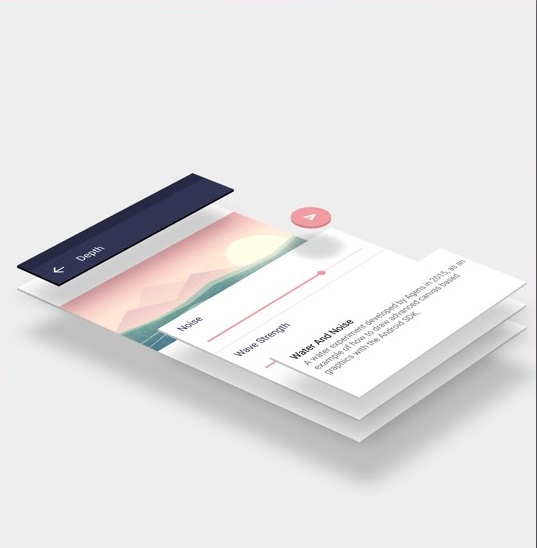 Depth
Noise
Wave Strength
Water And Noise
A water experiment developed by Agens in 2015, as an
example of how to draw advanced canvas based
graphics with the Android SDK.